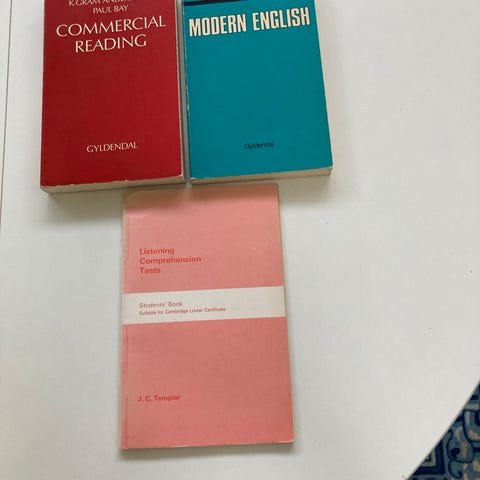 PAUL BAY
COMMERCIAL
READING
GYLDENDAL
MODERN ENGLISH
Gyldendal
Listening
Comprehension
Tests
Students' Book
Suitable for Cambridge Lower Certificate
J. C. Templer